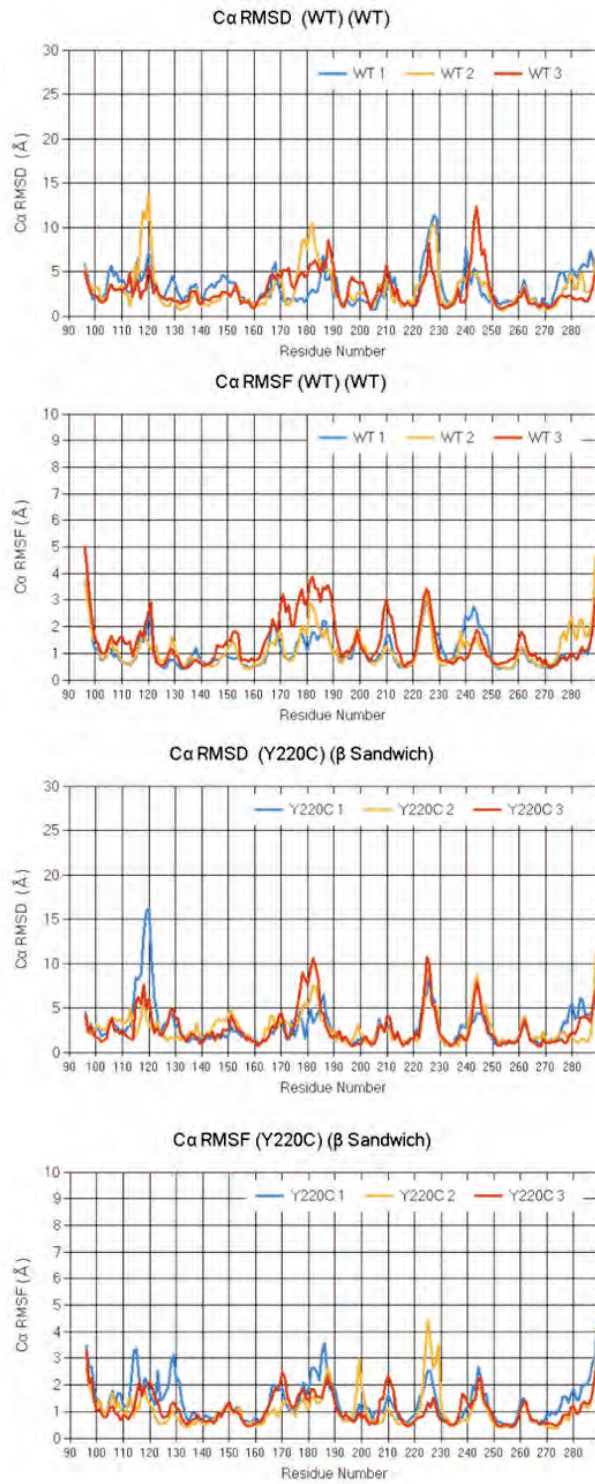 Cα RMSD (WT) (WT)
30
25
20
15
10
5
0
WT 1 WT 2 WT 3
Cα RMSD (Å)
90 100 110 120 130 140 150 160 170 180 190 200 210 220 230 240 250 260 270 280
Residue Number
Cα RMSF (WT) (WT)
10
9
8
7
6
5
4
3
2
1
0
WT 1 WT 2 WT 3
Cα RMSF (Å)
90 100 110 120 130 140 150 160 170 180 190 200 210 220 230 240 250 260 270 280
Residue Number
Cα RMSD (Y220C) (β Sandwich)
30
25
20
15
10
5
0
Y220C 1 Y220C 2 Y220C 3
Cα RMSD (Å)
90 100 110 120 130 140 150 160 170 180 190 200 210 220 230 240 250 260 270 280
Residue Number
Cα RMSF (Y220C) (β Sandwich)
10
9
8
7
6
5
4
3
2
1
0
Y220C 1 Y220C 2 Y220C 3
Cα RMSF (Å)
90 100 110 120 130 140 150 160 170 180 190 200 210 220 230 240 250 260 270 280
Residue Number